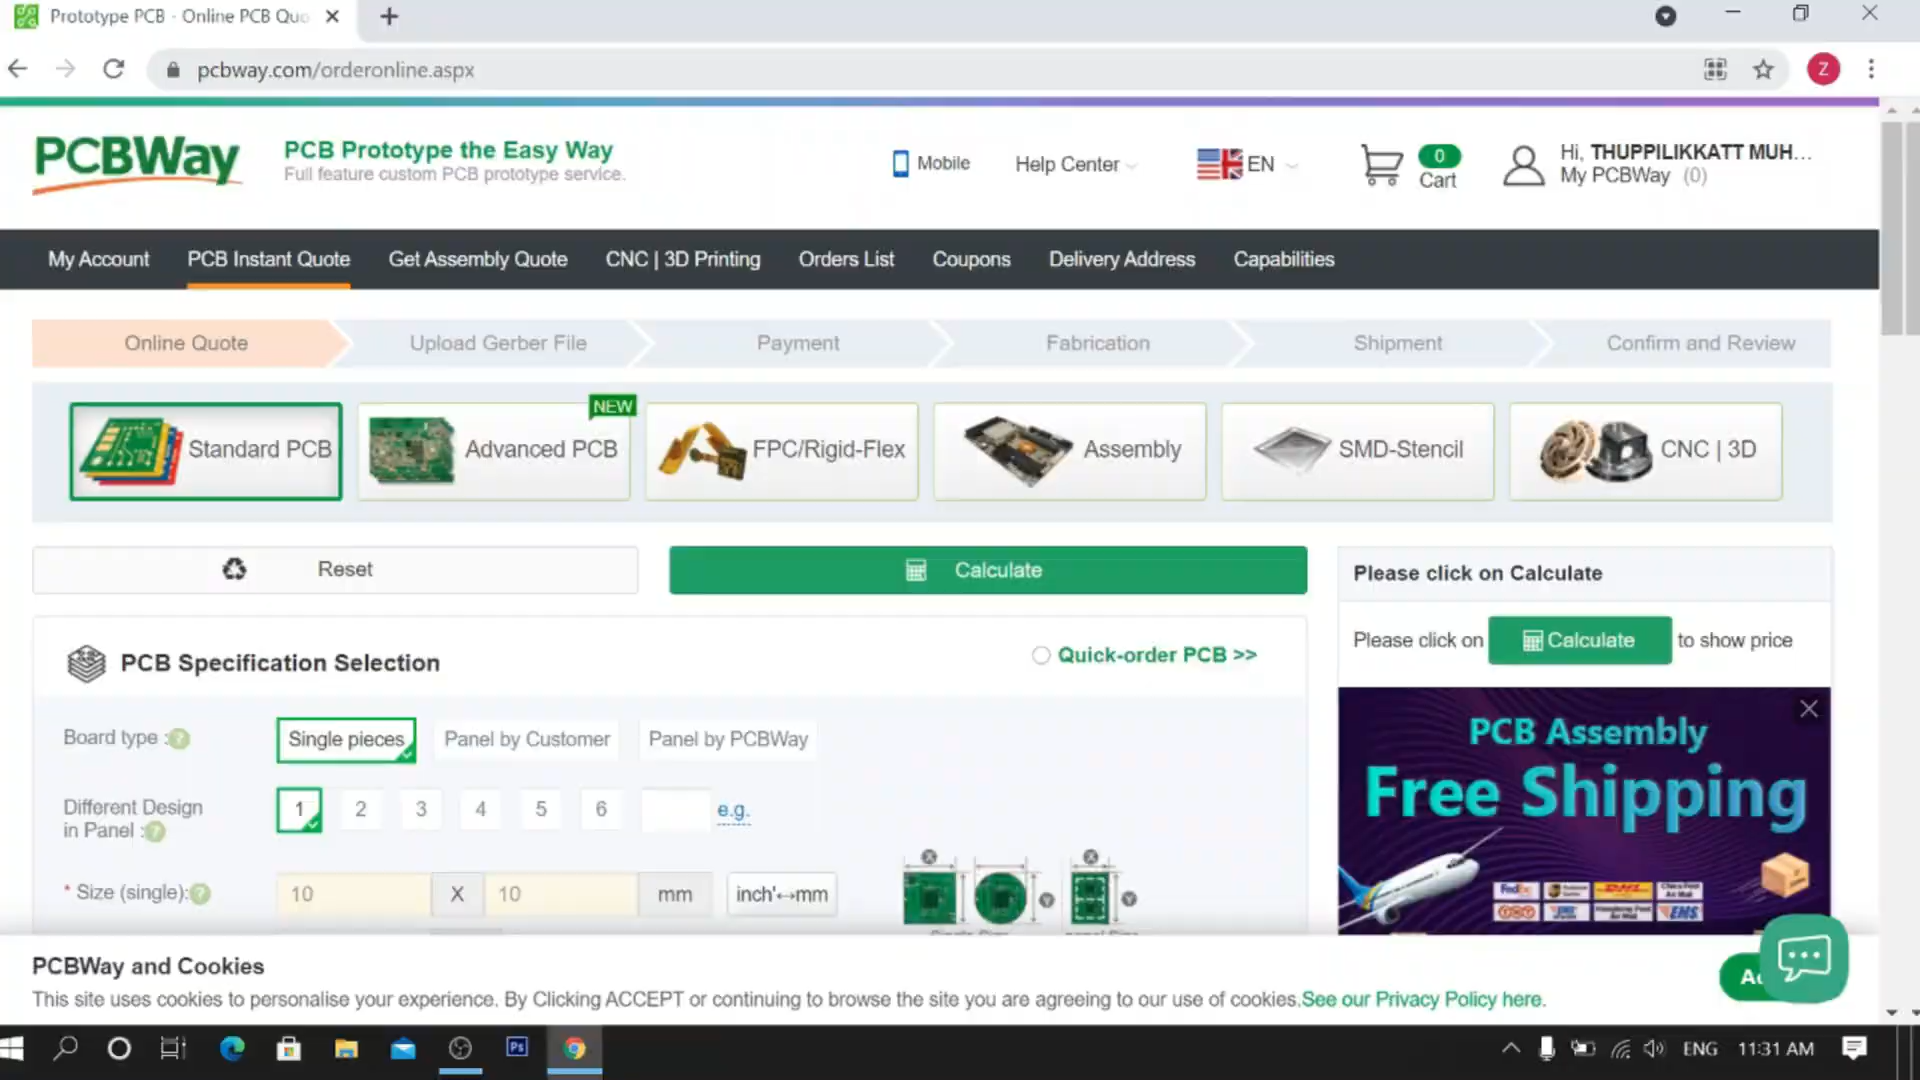 Prototype PCB - Online PCB Quo
pcbway.com/orderonline.aspx
Z
PCBWay
PCB Prototype the Easy Way
Full feature custom PCB prototype service.
Mobile
Help Center
EN
0
Cart
Hi, THUPPILIKKATT MUH...
My PCBWay (0)
My Account
PCB Instant Quote
Get Assembly Quote
CNC | 3D Printing
Orders List
Coupons
Delivery Address
Capabilities
Online Quote
Upload Gerber File
Payment
Fabrication
Shipment
Confirm and Review
Standard PCB
NEW
Advanced PCB
FPC/Rigid-Flex
Assembly
SMD-Stencil
CNC | 3D
Reset
Calculate
Please click on Calculate
Please click on Calculate to show price
PCB Specification Selection
Quick-order PCB >>
Board type :?
Single pieces
Panel by Customer
Panel by PCBWay
Different Design
in Panel :?
1
2
3
4
5
6
e.g.
* Size (single):?
10 X 10 mm
inch'↔mm
X
Y
X
Y
PCB Assembly
Free Shipping
FedEx
DHL
TNT
EMS
PCBWay and Cookies
This site uses cookies to personalise your experience. By Clicking ACCEPT or continuing to browse the site you are agreeing to our use of cookies.See our Privacy Policy here.
Ps
ENG
11:31 AM